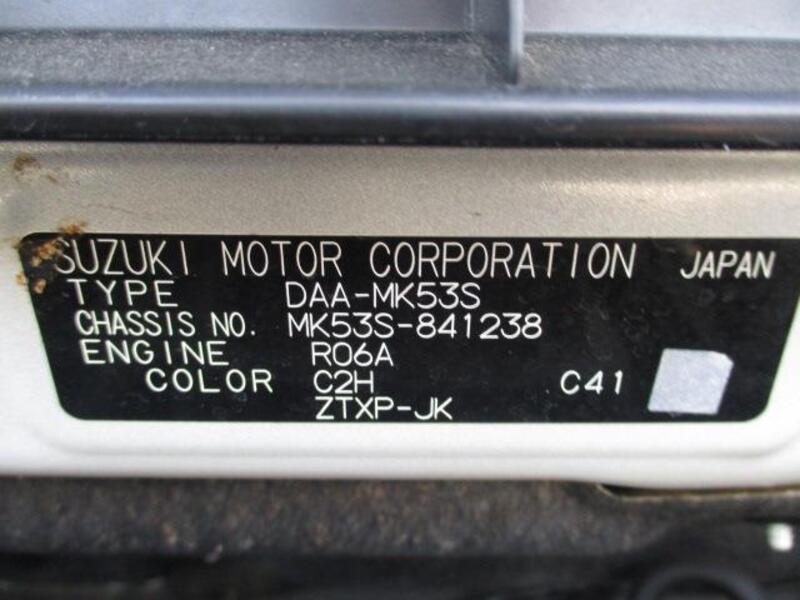 SUZUKI MOTOR CORPORATION JAPAN
TYPE DAA-MK53S
CHASSIS NO. MK53S-841238
ENGINE R06A
COLOR C2H C41
ZTXP-JK